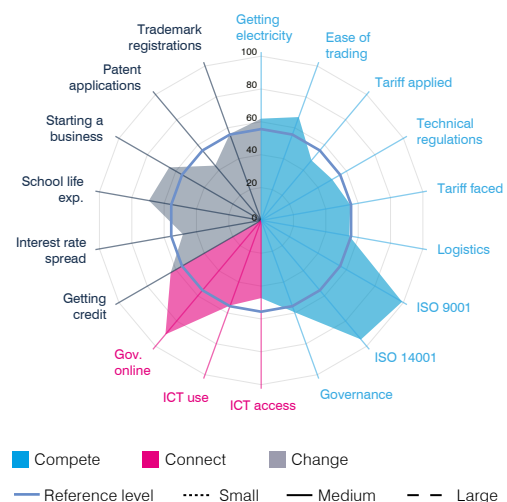 Getting
electricity
Ease of
trading
Tariff applied
Technical
regulations
Tariff faced
Logistics
ISO 9001
ISO 14001
Governance
ICT access
ICT use
Gov.
online
Getting
credit
Interest rate
spread
School life
exp.
Starting a
business
Patent
applications
Trademark
registrations
100
80
60
40
20
0
Compete Connect Change
Reference level Small Medium Large